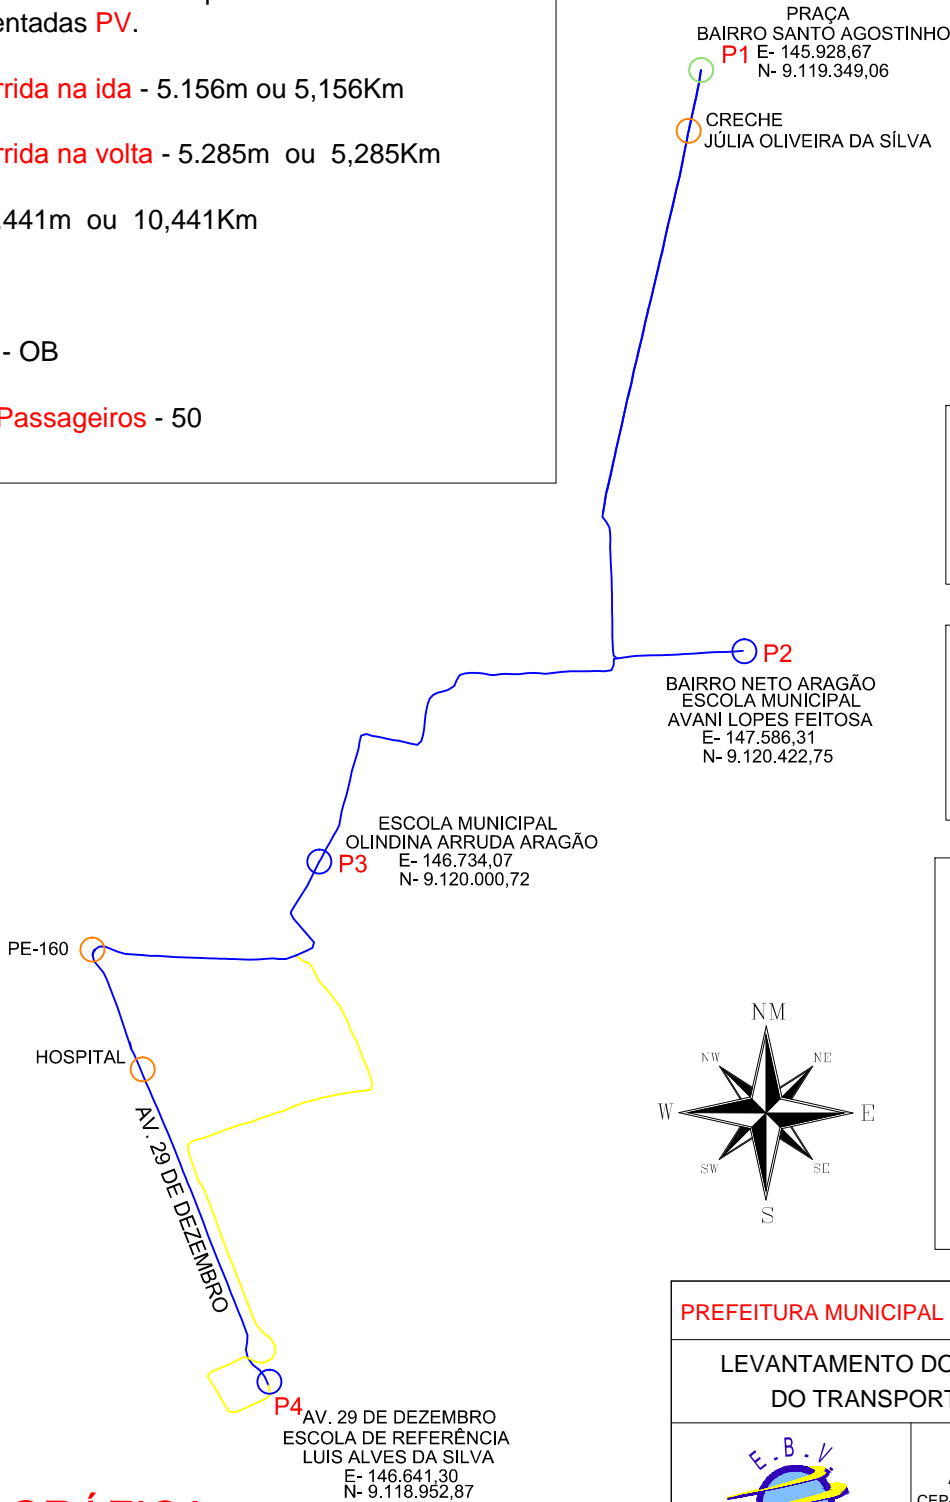 entadas PV.
rrida na ida - 5.156m ou 5,156Km
rrida na volta - 5.285m ou 5,285Km
.441m ou 10,441Km
- OB
Passageiros - 50
PRAÇA
BAIRRO SANTO AGOSTINHO
P1
E- 145.928,67
N- 9.119.349,06
CRECHE
JÚLIA OLIVEIRA DA SÍLVA
P2
BAIRRO NETO ARAGÃO
ESCOLA MUNICIPAL
AVANI LOPES FEITOSA
E- 147.586,31
N- 9.120.422,75
ESCOLA MUNICIPAL
OLINDINA ARRUDA ARAGÃO
P3
E- 146.734,07
N- 9.120.000,72
PE-160
HOSPITAL
AV. 29 DE DEZEMBRO
NM
NW
NE
W
E
SW
SE
S
P4
AV. 29 DE DEZEMBRO
ESCOLA DE REFERÊNCIA
LUIS ALVES DA SILVA
E- 146.641,30
N- 9.118.952,87
PREFEITURA MUNICIPAL
LEVANTAMENTO DO
DO TRANSPORT
E.B.V.